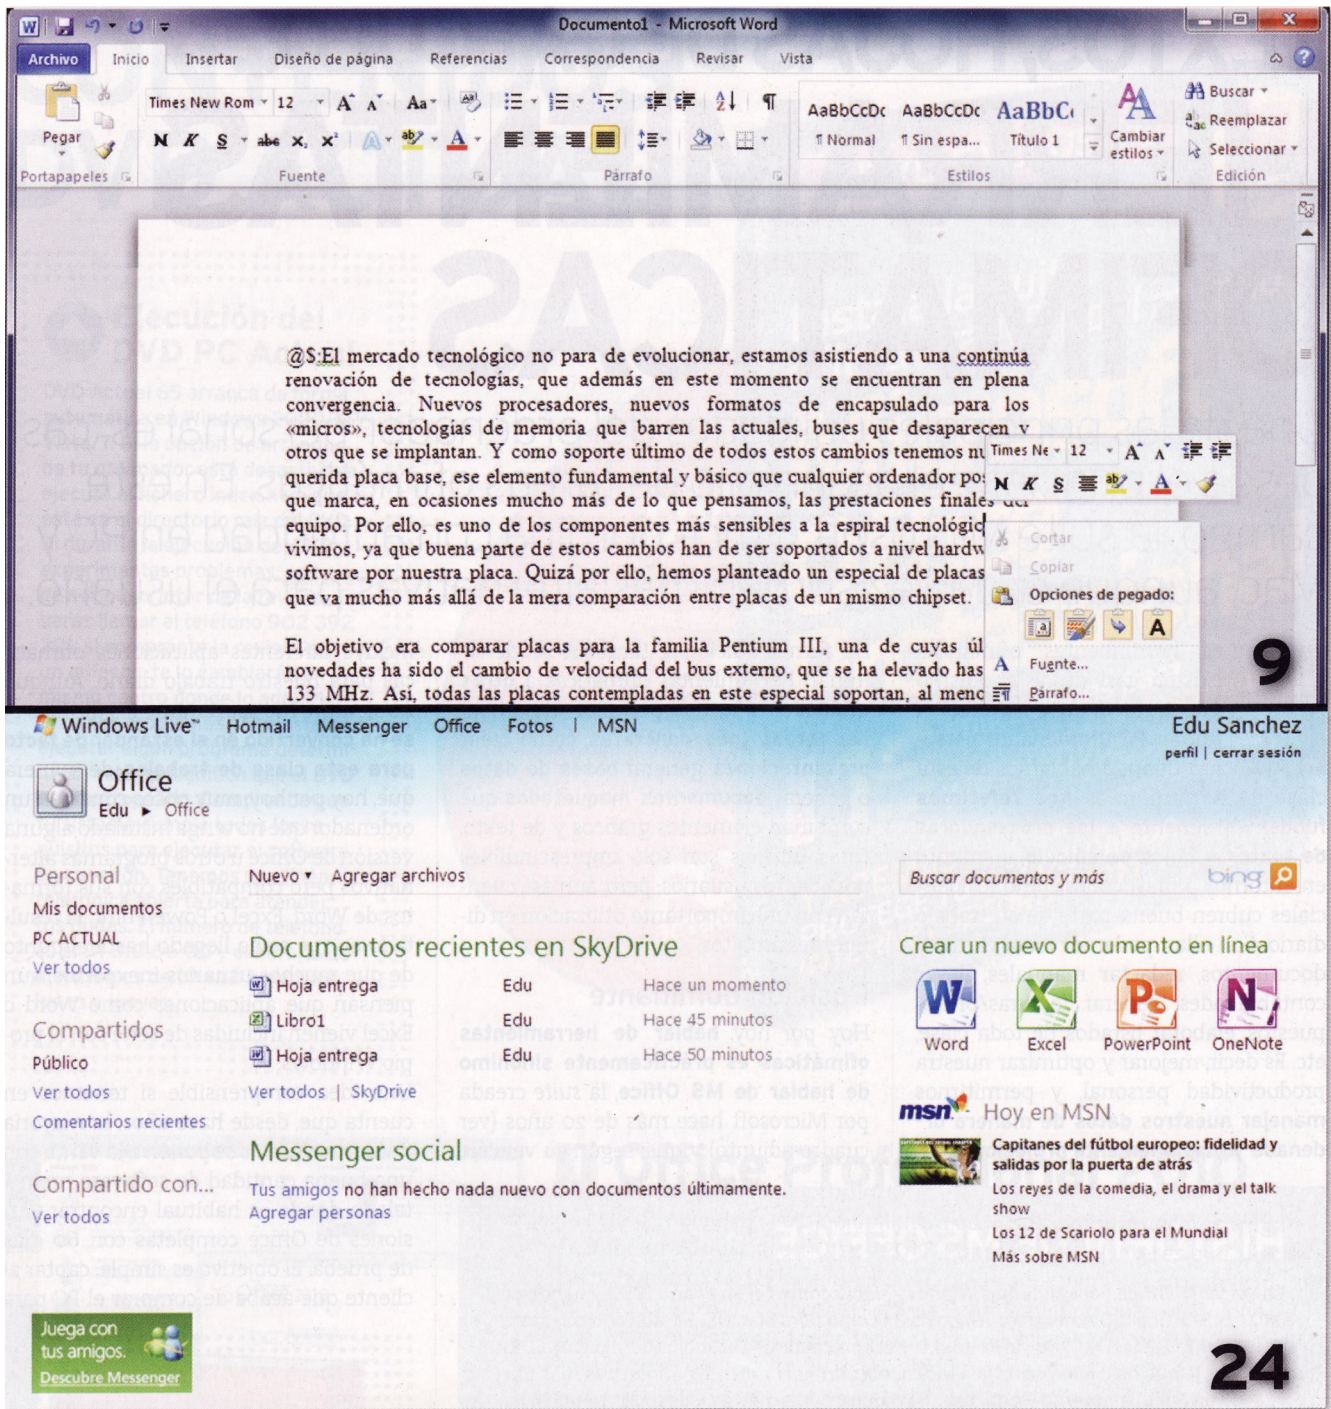 Documento1 - Microsoft Word
Archivo Inicio Insertar Diseño de página Referencias Correspondencia Revisar Vista
Times New Rom 12 A A Aa
AaBbCcDc AaBbCcDc AaBbC
Pegar
N K S abc x₂ x² A ab A
¶ Normal ¶ Sin espa... Título 1
Cambiar estilos
Buscar
Reemplazar
Seleccionar
Portapapeles Fuente Párrafo Estilos Edición
@S:El mercado tecnológico no para de evolucionar, estamos asistiendo a una continúa
renovación de tecnologías, que además en este momento se encuentran en plena
convergencia. Nuevos procesadores, nuevos formatos de encapsulado para los
«micros», tecnologías de memoria que barren las actuales, buses que desaparecen y
otros que se implantan. Y como soporte último de todos estos cambios tenemos nu
querida placa base, ese elemento fundamental y básico que cualquier ordenador pos
que marca, en ocasiones mucho más de lo que pensamos, las prestaciones finales del
equipo. Por ello, es uno de los componentes más sensibles a la espiral tecnológic
vivimos, ya que buena parte de estos cambios han de ser soportados a nivel hardw
software por nuestra placa. Quizá por ello, hemos planteado un especial de placas
que va mucho más allá de la mera comparación entre placas de un mismo chipset.
El objetivo era comparar placas para la familia Pentium III, una de cuyas úl
novedades ha sido el cambio de velocidad del bus externo, que se ha elevado has
133 MHz. Así, todas las placas contempladas en este especial soportan, al menc
Times Ne 12 A A
N K S ab A
Cortar
Copiar
Opciones de pegado:
A Fuente...
Párrafo...
9
Windows Live™ Hotmail Messenger Office Fotos | MSN
Edu Sanchez
perfil | cerrar sesión
Office
Edu ▸ Office
Personal
Mis documentos
PC ACTUAL
Ver todos
Compartidos
Público
Ver todos
Comentarios recientes
Compartido con...
Ver todos
Nuevo ▾ Agregar archivos
Documentos recientes en SkyDrive
Hoja entrega Edu Hace un momento
Libro1 Edu Hace 45 minutos
Hoja entrega Edu Hace 50 minutos
Ver todos | SkyDrive
Messenger social
Tus amigos no han hecho nada nuevo con documentos últimamente.
Agregar personas
Buscar documentos y más bing
Crear un nuevo documento en línea
Word Excel PowerPoint OneNote
msn Hoy en MSN
Capitanes del fútbol europeo: fidelidad y
salidas por la puerta de atrás
Los reyes de la comedia, el drama y el talk
show
Los 12 de Scariolo para el Mundial
Más sobre MSN
Juega con
tus amigos.
Descubre Messenger
24